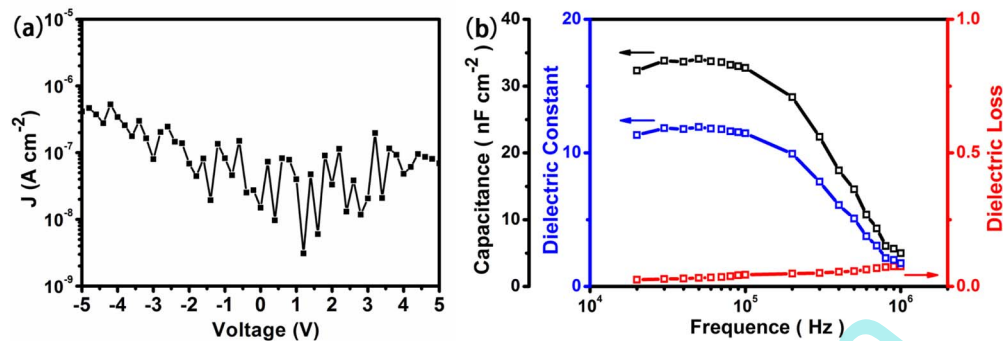 (a)
J (A cm-2)
10-5
10-6
10-7
10-8
10-9
-5 -4 -3 -2 -1 0 1 2 3 4 5
Voltage (V)
(b)
Capacitance ( nF cm-2 )
40
30
20
10
0
Dielectric Constant
20
10
0
Dielectric Loss
1.0
0.5
0.0
10^4 10^5 10^6
Frequence ( Hz )